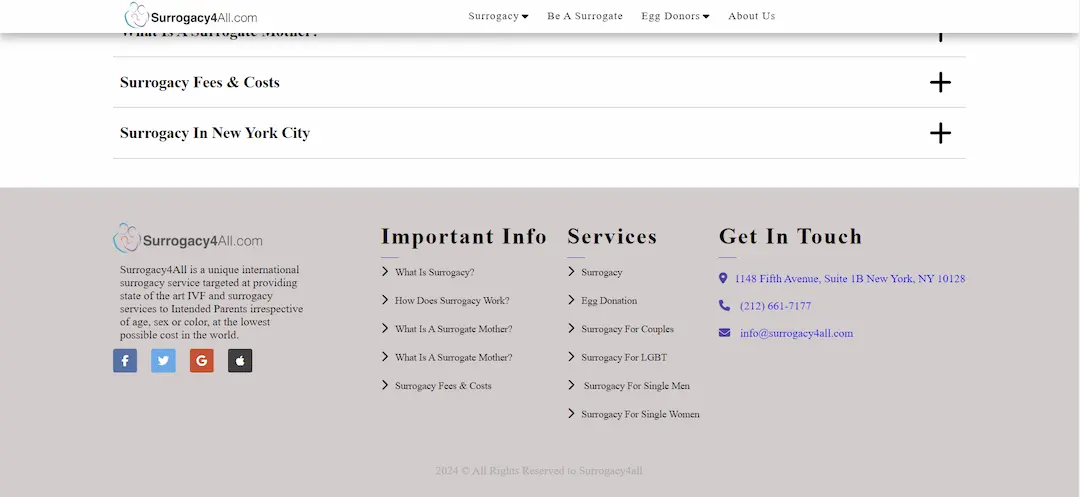 Surrogacy4All.com
Surrogacy Be A Surrogate Egg Donors About Us
What Is A Surrogate Mother?
Surrogacy Fees & Costs
Surrogacy In New York City
Surrogacy4All.com
Surrogacy4All is a unique international
surrogacy service targeted at providing
state of the art IVF and surrogacy
services to Intended Parents irrespective
of age, sex or color, at the lowest
possible cost in the world.
Important Info
What Is Surrogacy?
How Does Surrogacy Work?
What Is A Surrogate Mother?
What Is A Surrogate Mother?
Surrogacy Fees & Costs
Services
Surrogacy
Egg Donation
Surrogacy For Couples
Surrogacy For LGBT
Surrogacy For Single Men
Surrogacy For Single Women
Get In Touch
1148 Fifth Avenue, Suite 1B New York, NY 10128
(212) 661-7177
info@surrogacy4all.com
2024 © All Rights Reserved to Surrogacy4all